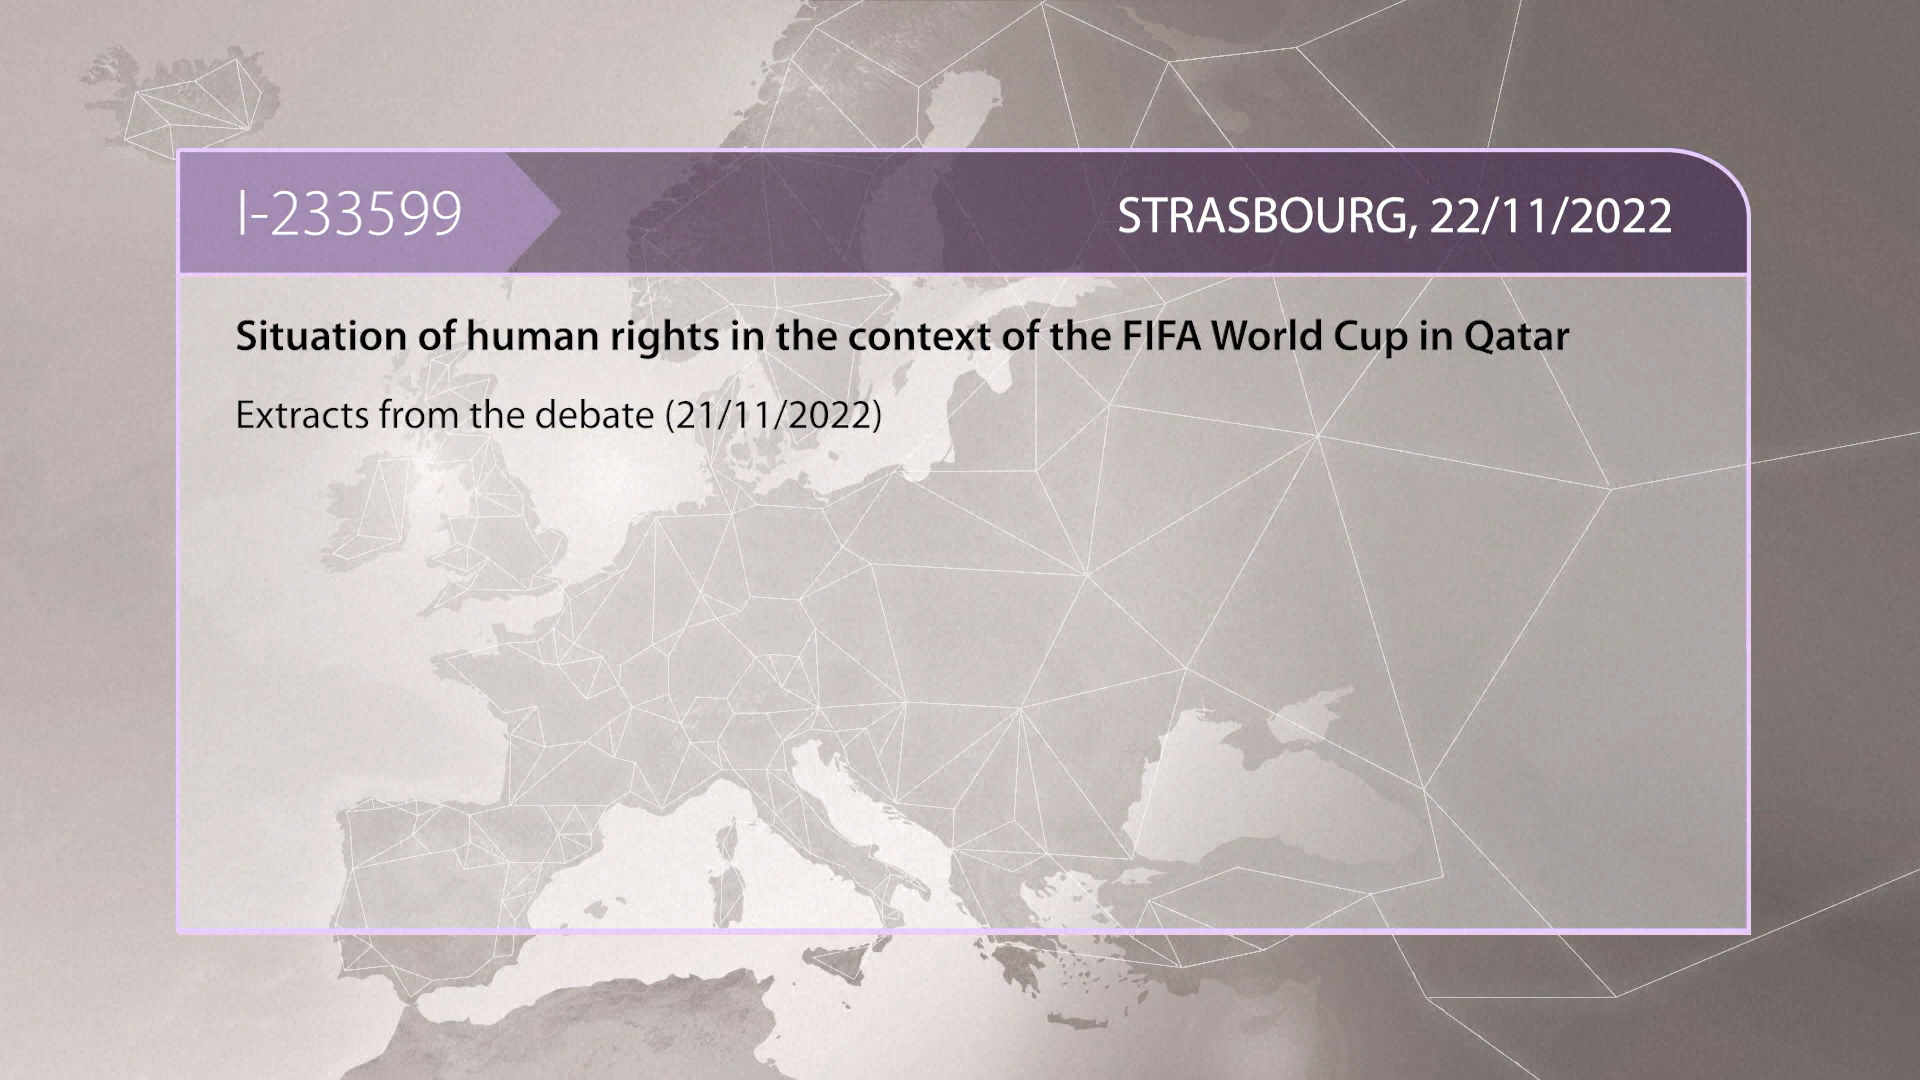 I-233599
STRASBOURG, 22/11/2022
Situation of human rights in the context of the FIFA World Cup in Qatar
Extracts from the debate (21/11/2022)